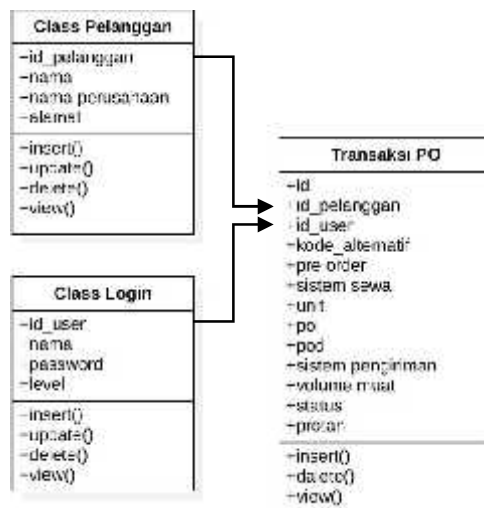 Class Pelanggan
+id_pelanggan
+nama
+nama perusahaan
+alamat
+insert()
+update()
+delete()
+view()
Class Login
+id_user
nama
password
+level
+insert()
+update()
+delete()
+view()
Transaksi PO
+id
+id_pelanggan
+id_user
+kode_alternatif
+pre order
+sistem sewa
+unit
+po
+pod
+sistem pengiriman
+volume muat
+status
+insert()
+delete()
+view()